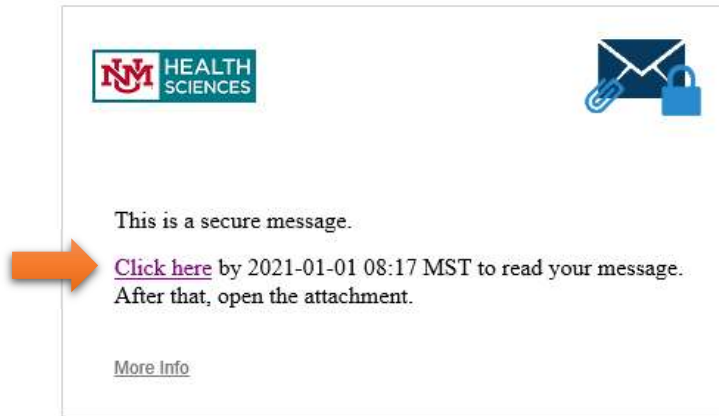 UNM HEALTH
SCIENCES
This is a secure message.
Click here by 2021-01-01 08:17 MST to read your message.
After that, open the attachment.
More Info